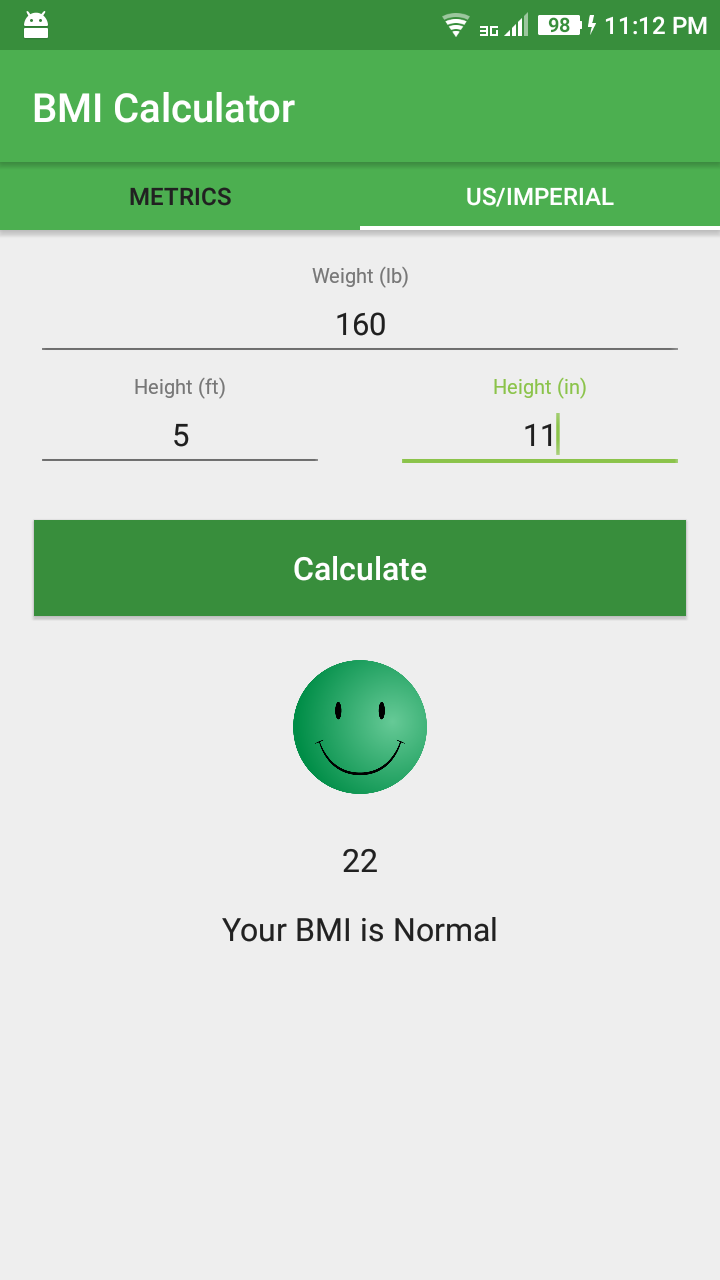 3G 98 11:12 PM
BMI Calculator
METRICS US/IMPERIAL
Weight (lb)
160
Height (ft) Height (in)
5 11
Calculate
22
Your BMI is Normal